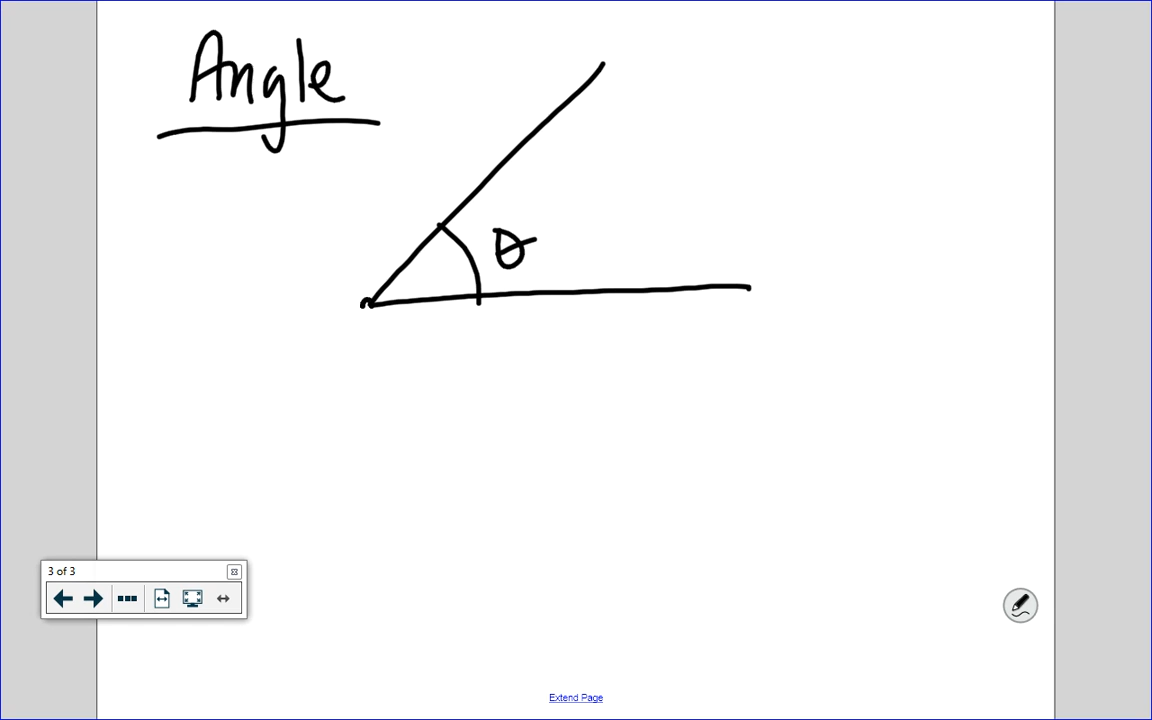 Angle
θ
3 of 3
Extend Page